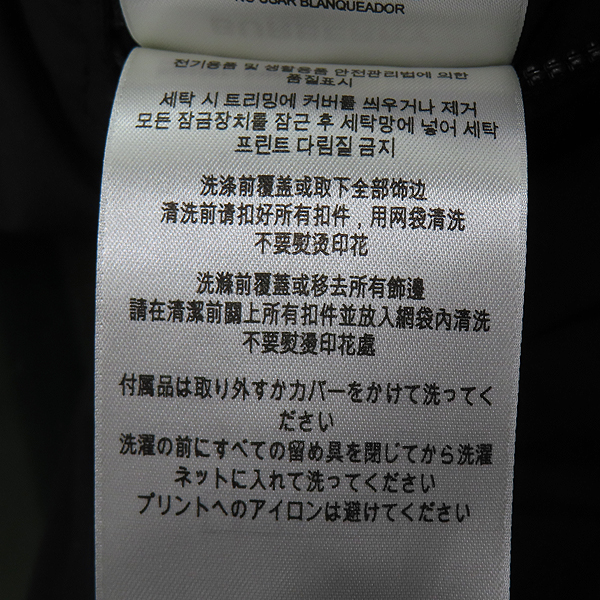 NO USAR BLANQUEADOR
전기용품 및 생활용품 안전관리법에 의한
품질표시
세탁 시 트리밍에 커버를 씌우거나 제거
모든 잠금장치를 잠근 후 세탁망에 넣어 세탁
프린트 다림질 금지
洗涤前覆盖或取下全部饰边
清洗前请扣好所有扣件，用网袋清洗
不要熨烫印花
洗滌前覆蓋或移去所有飾邊
請在清潔前關上所有扣件並放入網袋內清洗
不要熨燙印花處
付属品は取り外すかカバーをかけて洗ってく
ださい
洗濯の前にすべての留め具を閉じてから洗濯
ネットに入れて洗ってください
プリントへのアイロンは避けてください